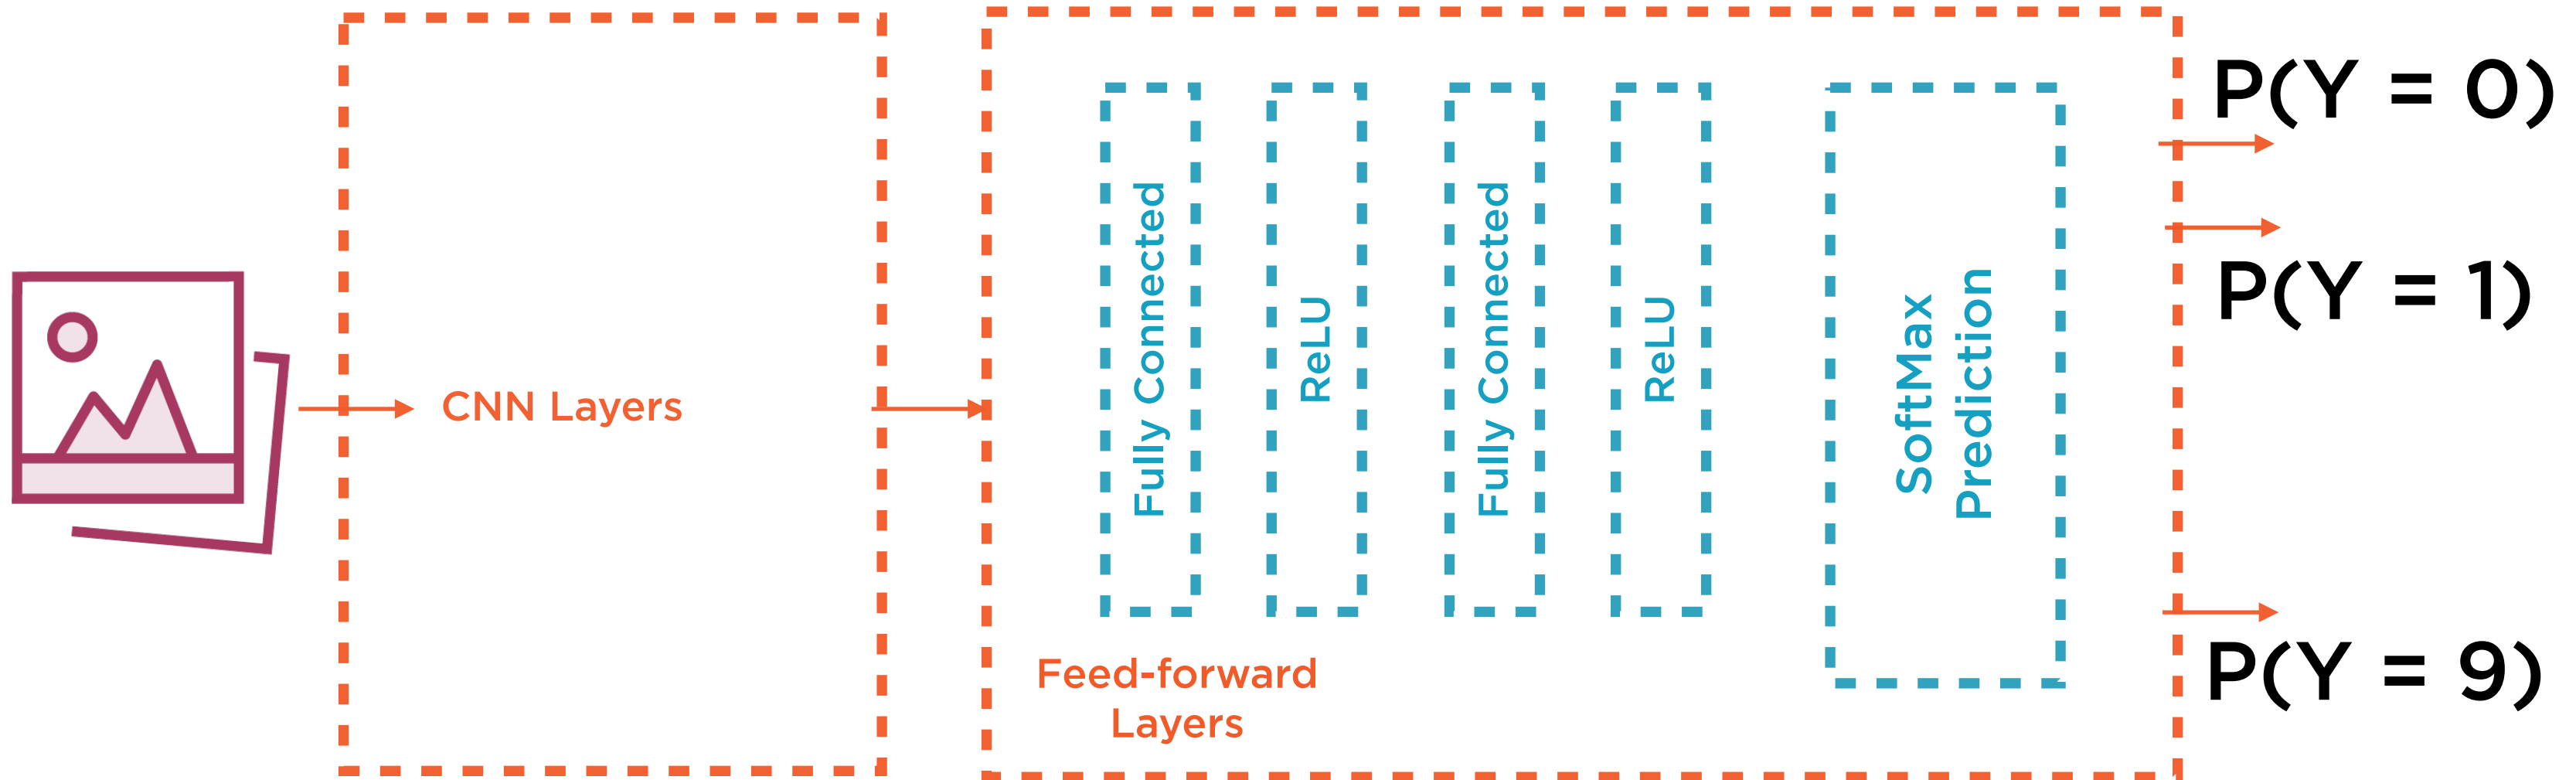 CNN Layers
Fully Connected
ReLU
Fully Connected
ReLU
SoftMax
Prediction
Feed-forward
Layers
P(Y = 0)
P(Y = 1)
P(Y = 9)